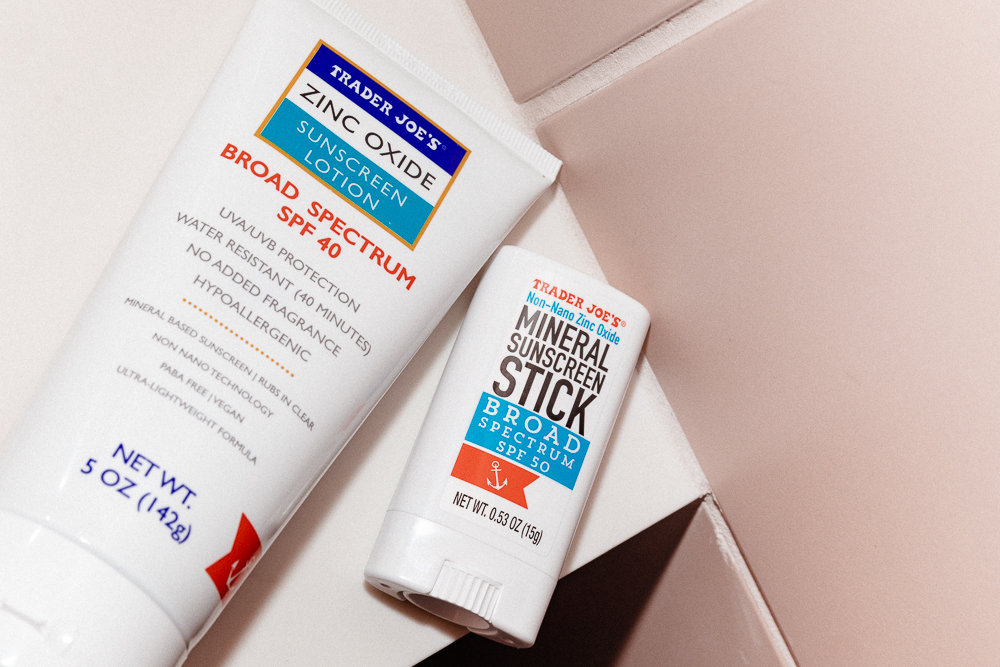 TRADER JOE'S
ZINC OXIDE
SUNSCREEN
LOTION
BROAD SPECTRUM
SPF 40
UVA/UVB PROTECTION
WATER RESISTANT (40 MINUTES)
NO ADDED FRAGRANCE
HYPOALLERGENIC
MINERAL BASED SUNSCREEN | RUBS IN CLEAR
NON NANO TECHNOLOGY
PABA FREE | VEGAN
ULTRA-LIGHTWEIGHT FORMULA
NET WT.
5 OZ (142g)
TRADER JOE'S®
Non-Nano Zinc Oxide
MINERAL
SUNSCREEN
STICK
BROAD
SPECTRUM
SPF 50
NET WT. 0.53 OZ (15g)